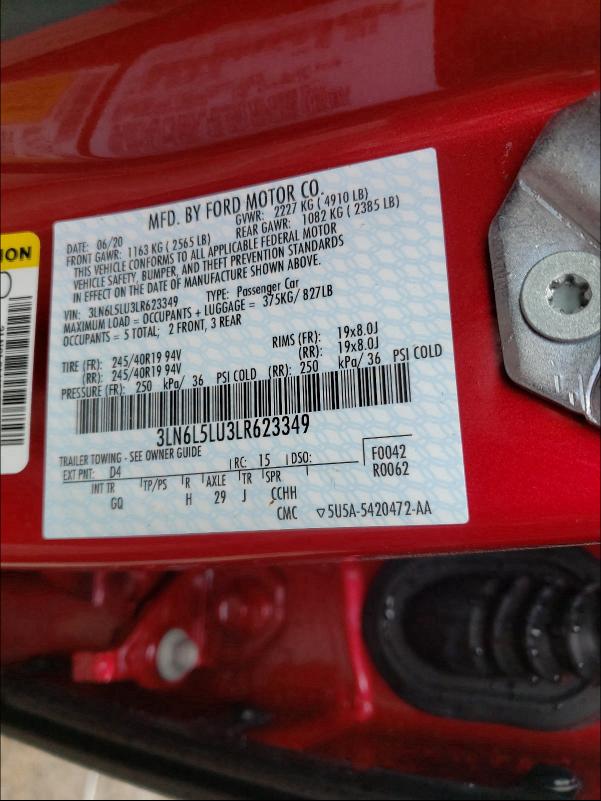 MFD. BY FORD MOTOR CO.
DATE: 06/20 GVWR: 2227 KG ( 4910 LB)
FRONT GAWR: 1163 KG ( 2565 LB) REAR GAWR: 1082 KG ( 2385 LB)
THIS VEHICLE CONFORMS TO ALL APPLICABLE FEDERAL MOTOR
VEHICLE SAFETY, BUMPER, AND THEFT PREVENTION STANDARDS
IN EFFECT ON THE DATE OF MANUFACTURE SHOWN ABOVE.
VIN: 3LN6L5LU3LR623349 TYPE: Passenger Car
MAXIMUM LOAD = OCCUPANTS + LUGGAGE = 375KG/ 827LB
OCCUPANTS = 5 TOTAL; 2 FRONT, 3 REAR
TIRE (FR): 245/40R19 94V RIMS (FR): 19x8.0J
(RR): 245/40R19 94V (RR): 19x8.0J
PRESSURE (FR): 250 kPa/ 36 PSI COLD (RR): 250 kPa/ 36 PSI COLD
3LN6L5LU3LR623349
TRAILER TOWING - SEE OWNER GUIDE
EXT PNT: D4 RC: 15 DSO: F0042
R0062
INT TR TP/PS R AXLE TR SPR
GQ H 29 J CCHH
CMC ▽5U5A-5420472-AA